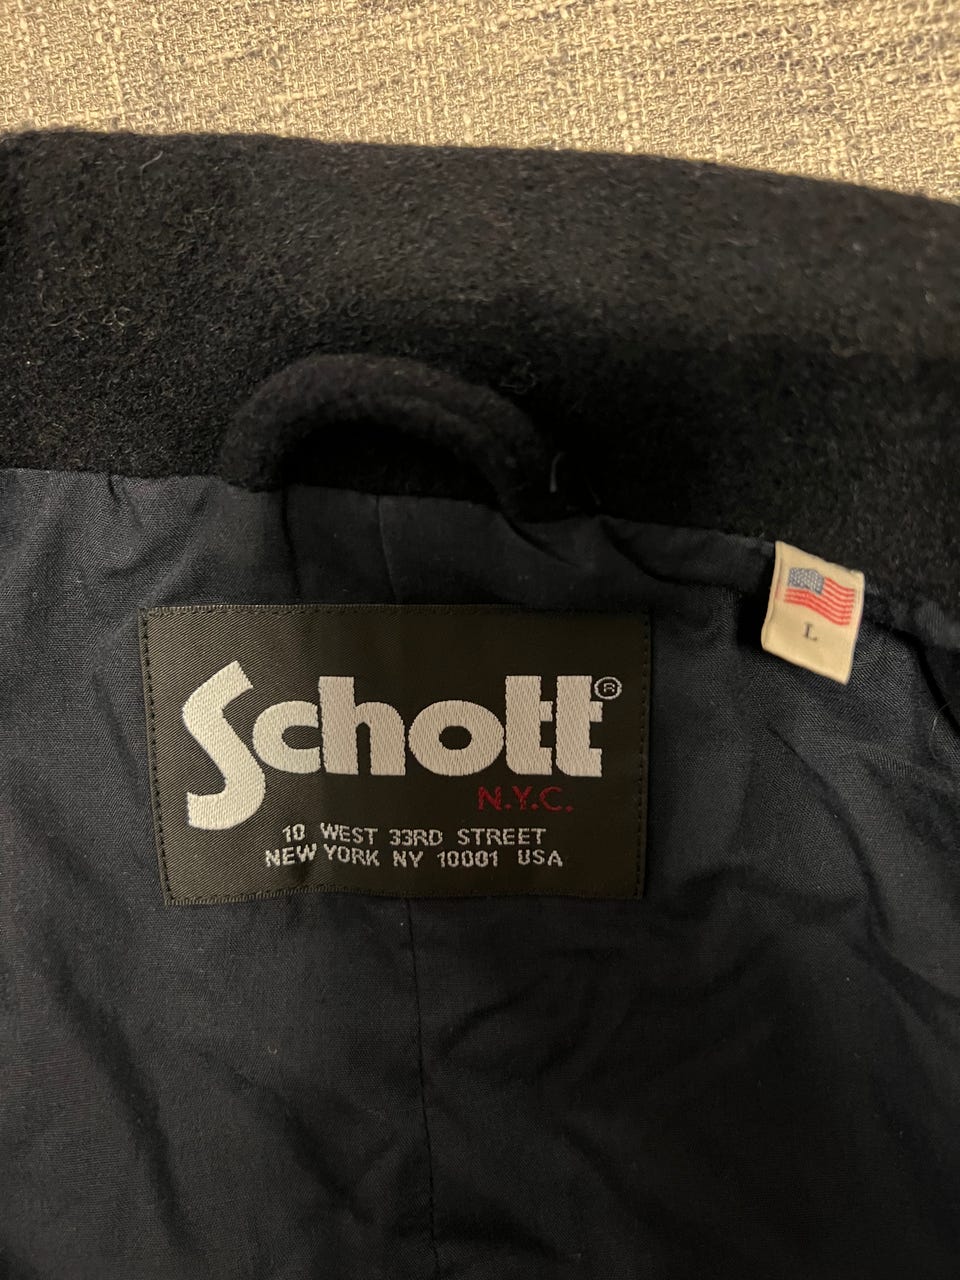 Schott®
N.Y.C.
10 WEST 33RD STREET
NEW YORK NY 10001 USA
L